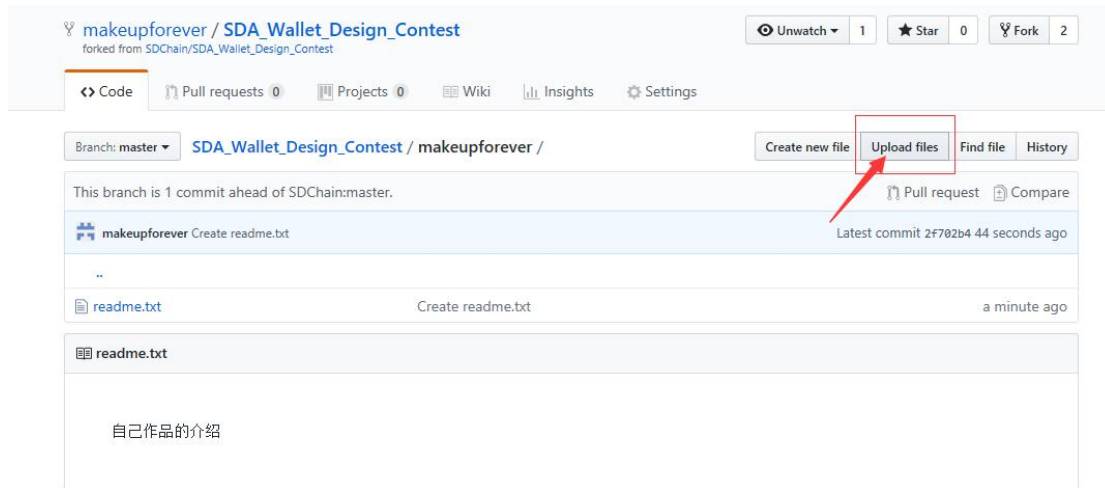 makeupforever / SDA_Wallet_Design_Contest
forked from SDChain/SDA_Wallet_Design_Contest
Unwatch 1 Star 0 Fork 2
Code Pull requests 0 Projects 0 Wiki Insights Settings
Branch: master SDA_Wallet_Design_Contest / makeupforever / Create new file Upload files Find file History
This branch is 1 commit ahead of SDChain:master. Pull request Compare
makeupforever Create readme.txt Latest commit 2f702b4 44 seconds ago
..
readme.txt Create readme.txt a minute ago
readme.txt
自己作品的介绍